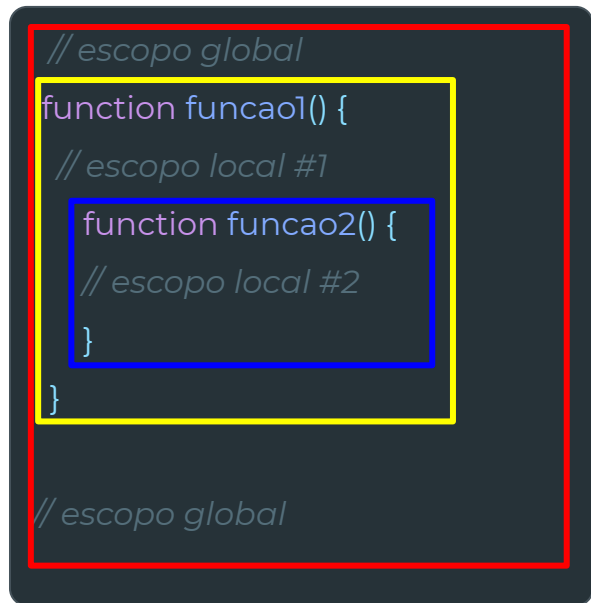 // escopo global
function funcao1() {
// escopo local #1
function funcao2() {
// escopo local #2
}
}
// escopo global